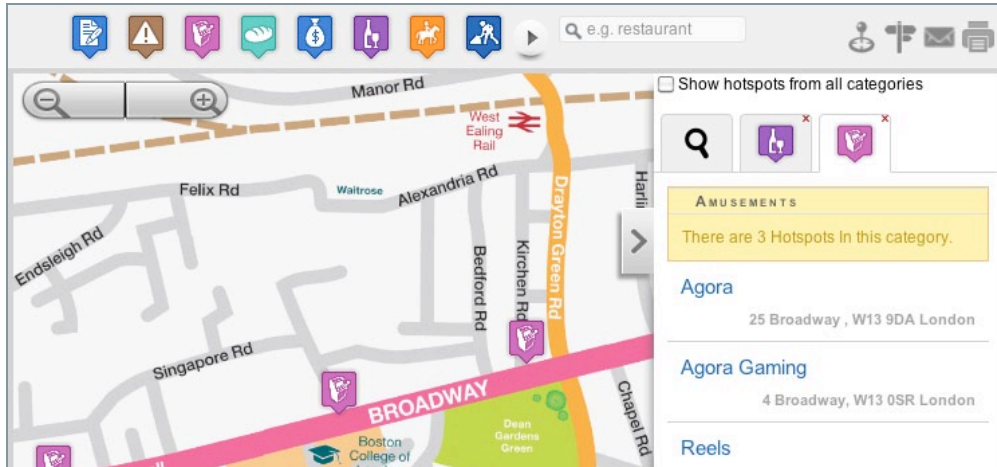 e.g. restaurant
Show hotspots from all categories
Manor Rd
West
Ealing
Rail
Felix Rd
Waitrose
Alexandria Rd
Drayton Green Rd
Endsleigh Rd
Bedford Rd
Kirchen Rd
AMUSEMENTS
There are 3 Hotspots In this category.
Agora
25 Broadway , W13 9DA London
Agora Gaming
4 Broadway, W13 0SR London
Reels
Singapore Rd
BROADWAY
Chapel Rd
Dean
Gardens
Green
Boston
College of